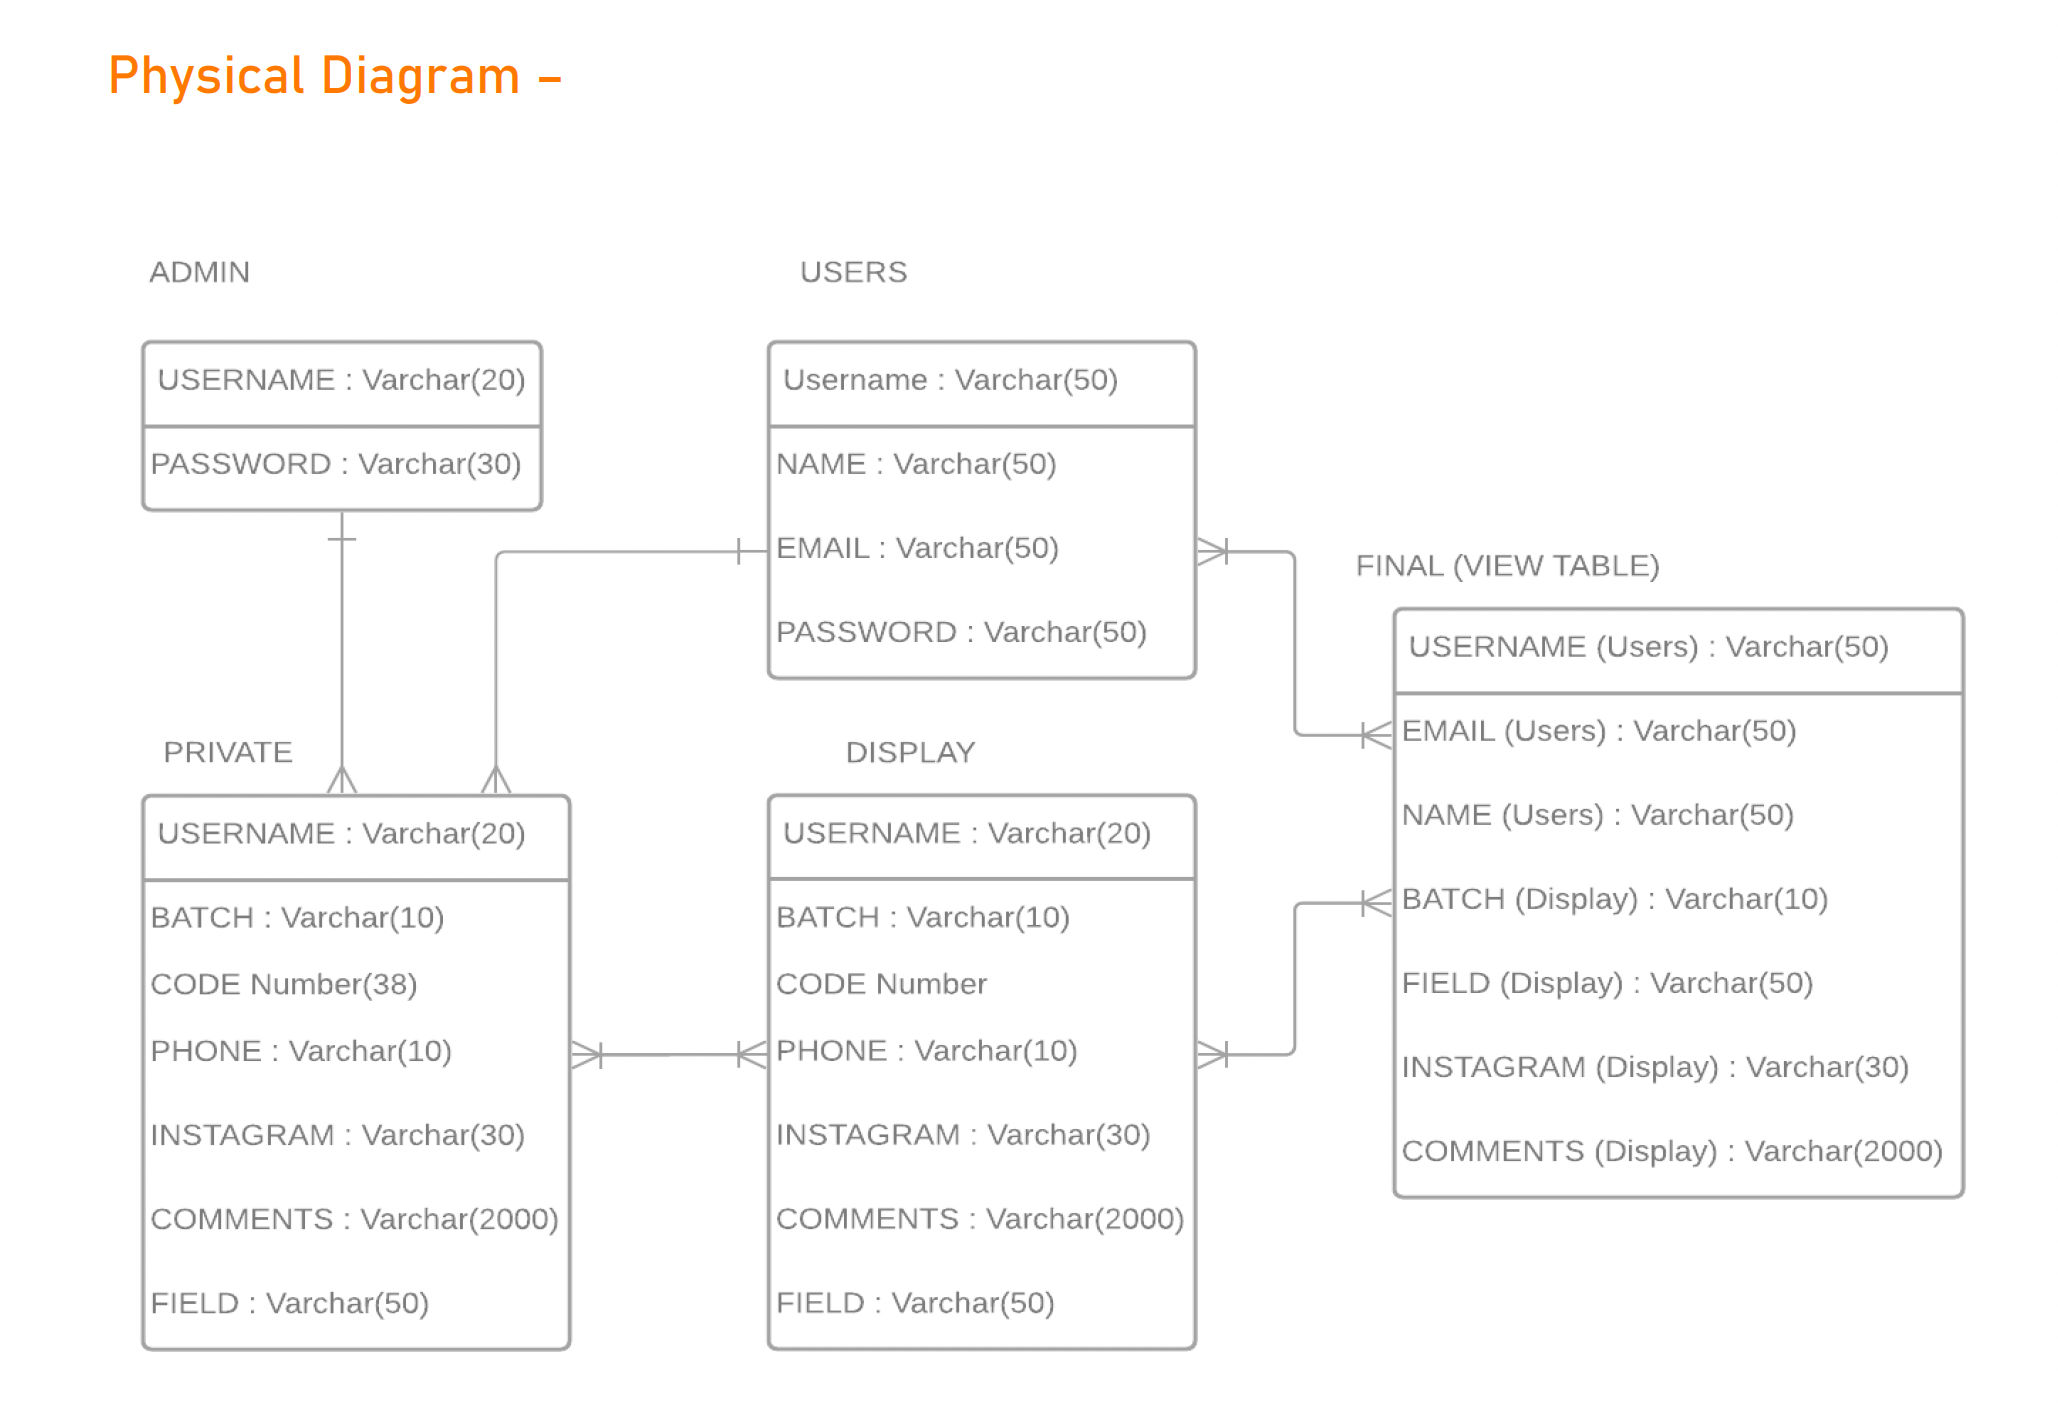 Physical Diagram –
ADMIN
USERNAME : Varchar(20)
PASSWORD : Varchar(30)
USERS
Username : Varchar(50)
NAME : Varchar(50)
EMAIL : Varchar(50)
PASSWORD : Varchar(50)
PRIVATE
USERNAME : Varchar(20)
BATCH : Varchar(10)
CODE Number(38)
PHONE : Varchar(10)
INSTAGRAM : Varchar(30)
COMMENTS : Varchar(2000)
FIELD : Varchar(50)
DISPLAY
USERNAME : Varchar(20)
BATCH : Varchar(10)
CODE Number
PHONE : Varchar(10)
INSTAGRAM : Varchar(30)
COMMENTS : Varchar(2000)
FIELD : Varchar(50)
FINAL (VIEW TABLE)
USERNAME (Users) : Varchar(50)
EMAIL (Users) : Varchar(50)
NAME (Users) : Varchar(50)
BATCH (Display) : Varchar(10)
FIELD (Display) : Varchar(50)
INSTAGRAM (Display) : Varchar(30)
COMMENTS (Display) : Varchar(2000)